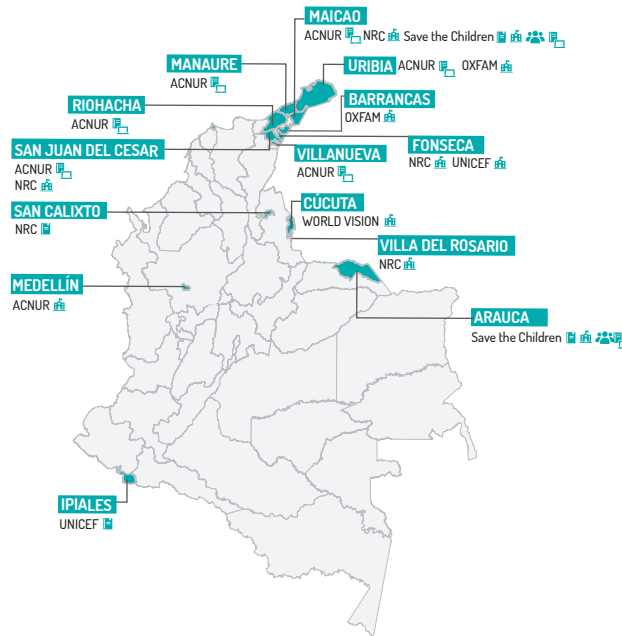 MAICAO
ACNUR NRC Save the Children
MANAURE
ACNUR
URIBIA ACNUR OXFAM
RIOHACHA
ACNUR
BARRANCAS
OXFAM
SAN JUAN DEL CESAR
ACNUR
NRC
VILLANUEVA
ACNUR
FONSECA
NRC UNICEF
SAN CALIXTO
NRC
CÚCUTA
WORLD VISION
VILLA DEL ROSARIO
NRC
MEDELLÍN
ACNUR
ARAUCA
Save the Children
IPIALES
UNICEF